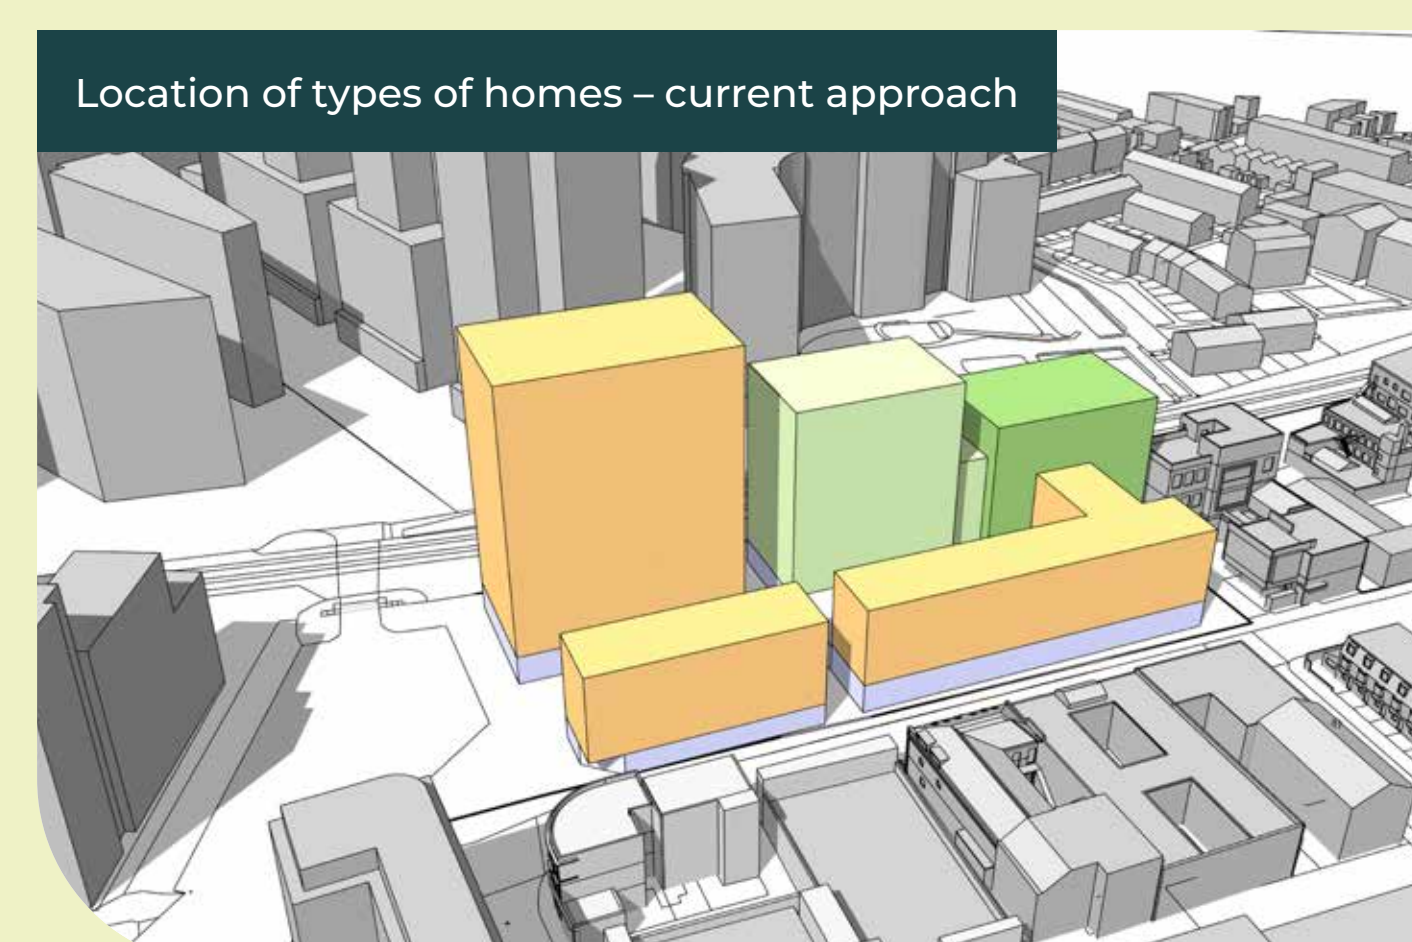 Location of types of homes – current approach